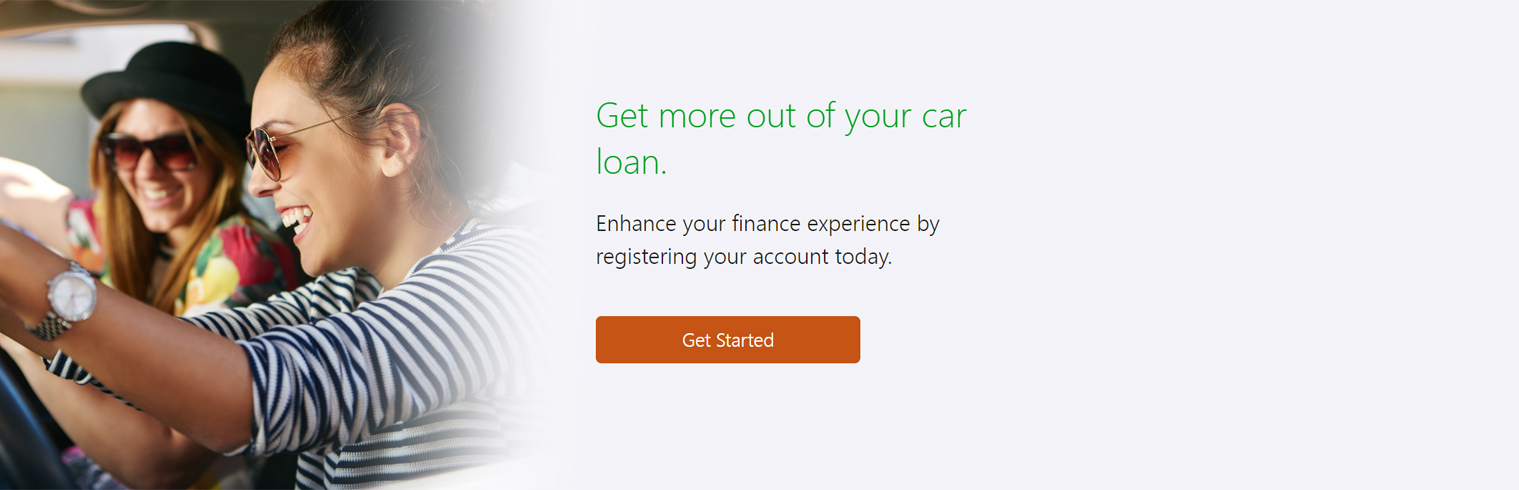 Get more out of your car
loan.
Enhance your finance experience by
registering your account today.
Get Started